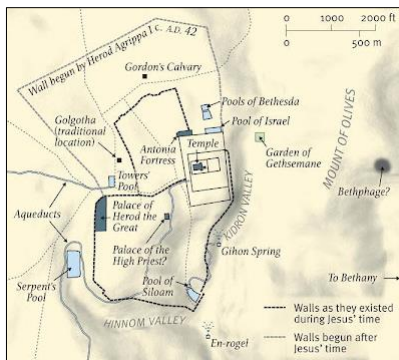 Wall begun by Herod Agrippa I c. A.D. 42
0 1000 2000 ft
0 500 m
Gordon's Calvary
Pools of Bethesda
Pool of Israel
Golgotha
(traditional
location)
Antonia
Fortress
Temple
Garden of
Gethsemane
MOUNT OF OLIVES
Bethphage?
Towers'
Pool
Aqueducts
Palace of
Herod the
Great
KIDRON VALLEY
Palace of the
High Priest?
Gihon Spring
To Bethany
Serpent's
Pool
Pool of
Siloam
HINNOM VALLEY
En-rogel
Walls as they existed
during Jesus' time
Walls begun after
Jesus' time